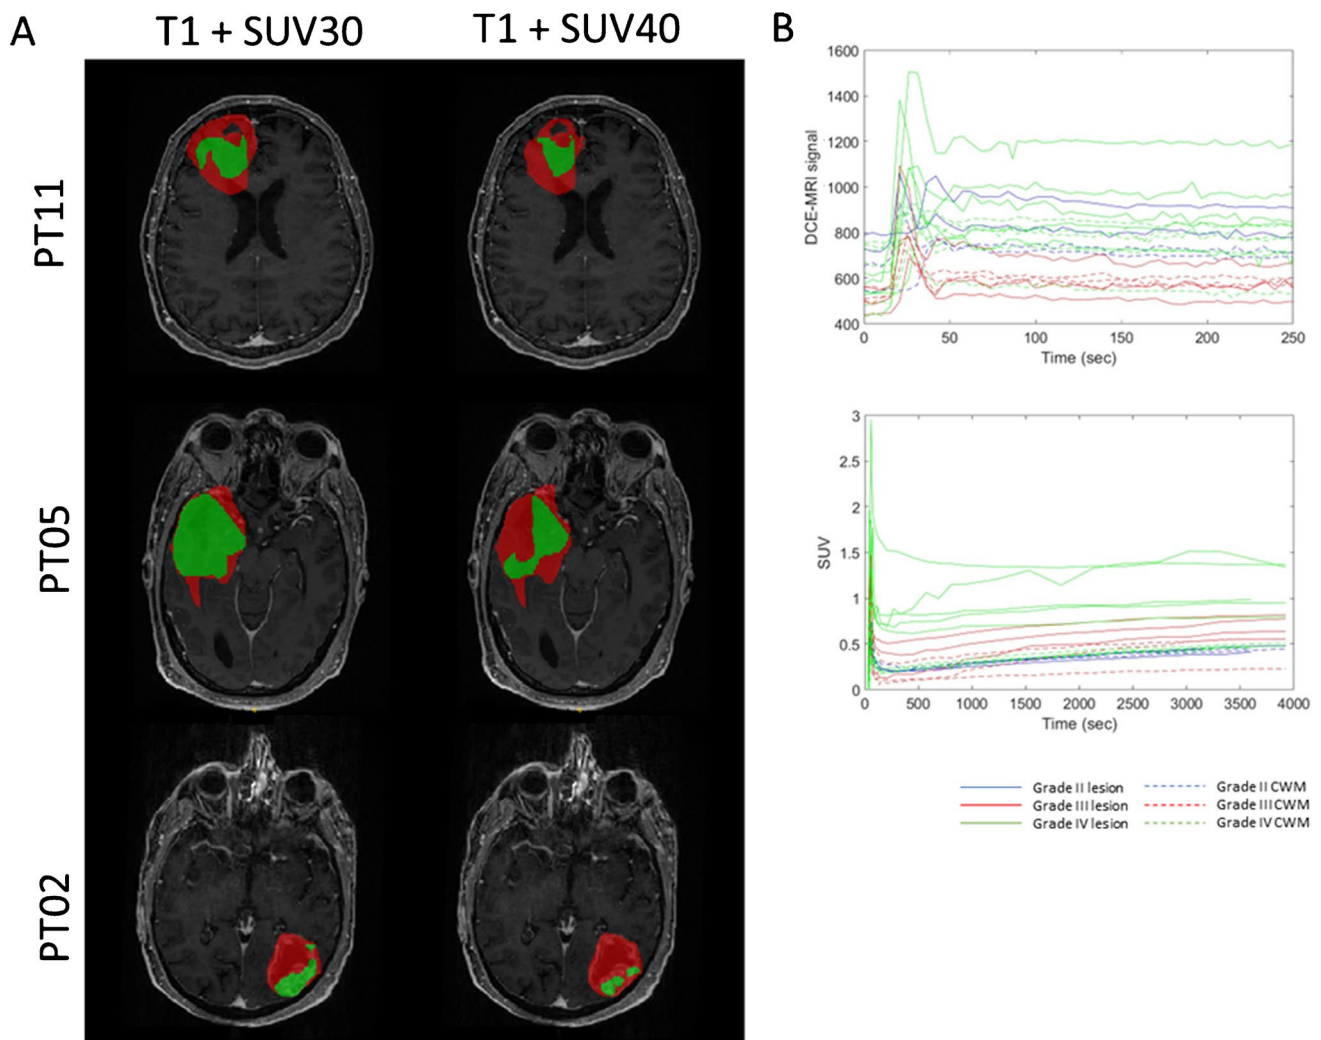 A
T1 + SUV30
T1 + SUV40
B
PT11
PT05
PT02
1600
1400
1200
1000
800
600
400
DCE-MRI signal
0
50
100
150
200
250
Time (sec)
3
2.5
2
1.5
1
0.5
0
SUV
0
500
1000
1500
2000
2500
3000
3500
4000
Time (sec)
Grade II lesion
Grade II CWM
Grade III lesion
Grade III CWM
Grade IV lesion
Grade IV CWM